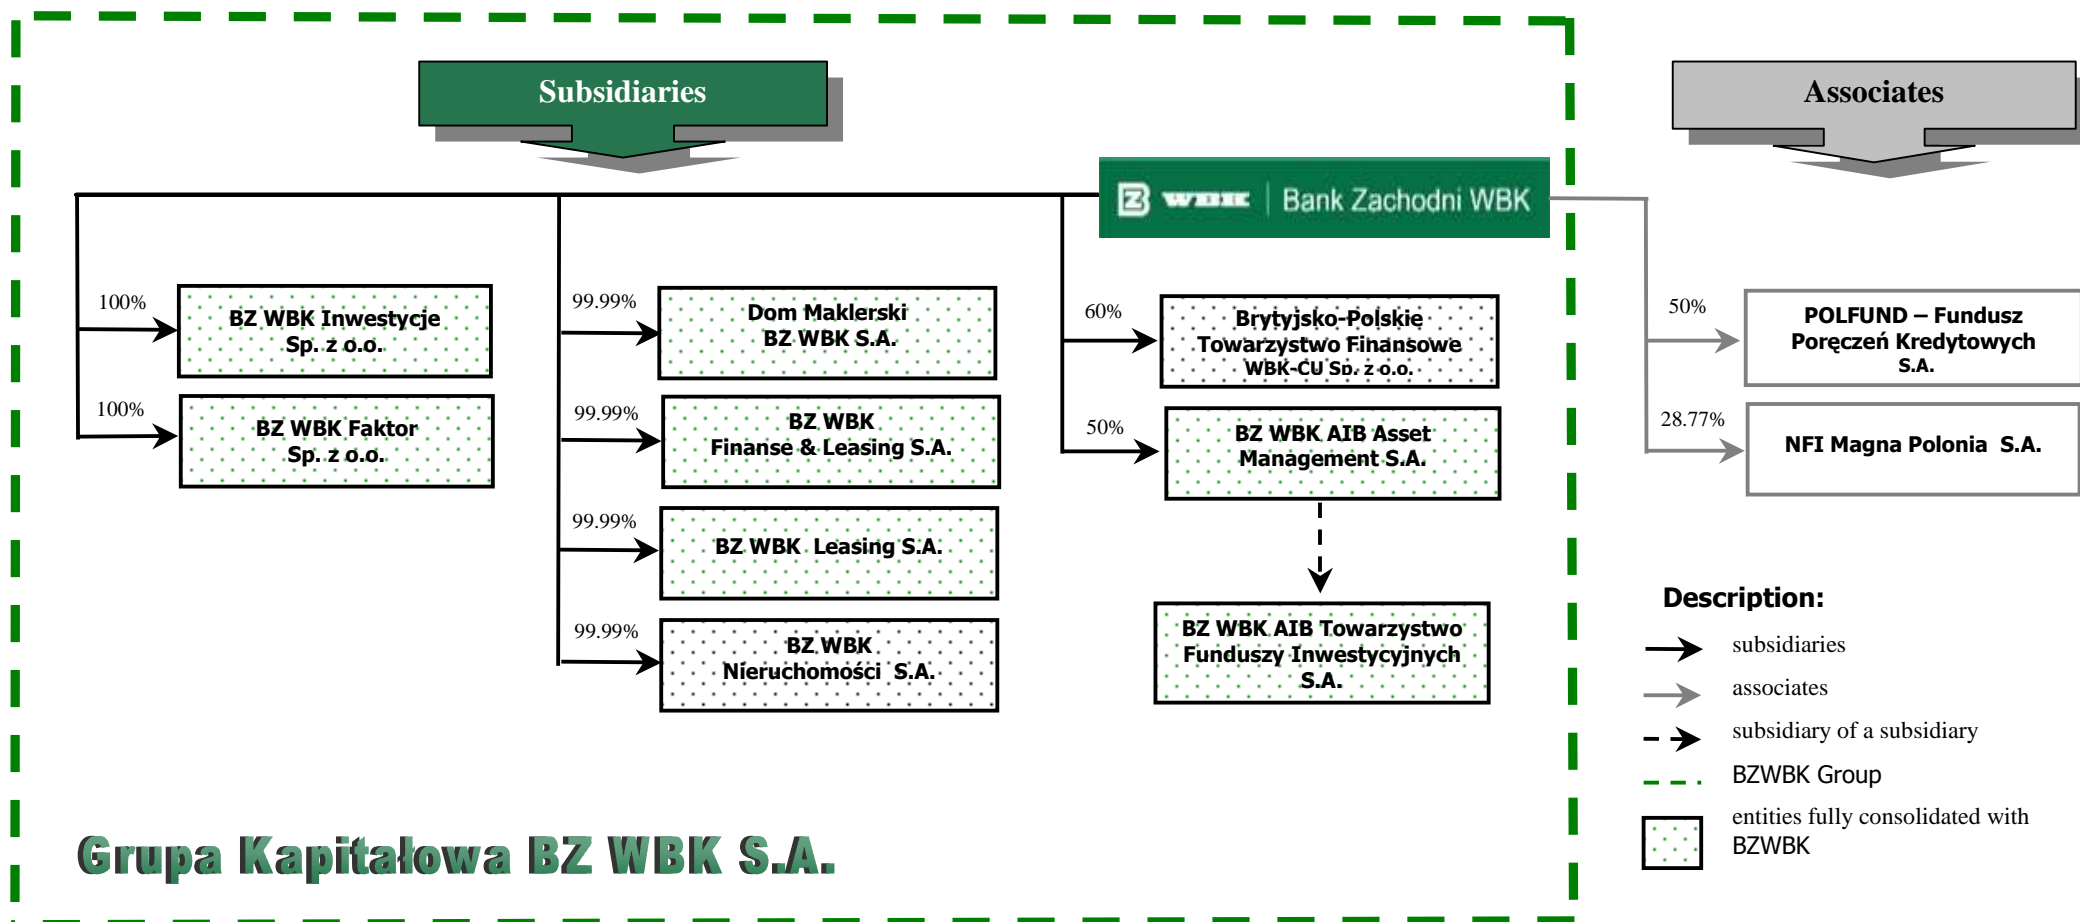 Subsidiaries
Associates
BZ WBK | Bank Zachodni WBK
100%
BZ WBK Inwestycje
Sp. z o.o.
100%
BZ WBK Faktor
Sp. z o.o.
99.99%
Dom Maklerski
BZ WBK S.A.
99.99%
BZ WBK
Finanse & Leasing S.A.
99.99%
BZ WBK Leasing S.A.
99.99%
BZ WBK
Nieruchomości S.A.
60%
Brytyjsko-Polskie
Towarzystwo Finansowe
WBK-CU Sp. z o.o.
50%
BZ WBK AIB Asset
Management S.A.
BZ WBK AIB Towarzystwo
Funduszy Inwestycyjnych
S.A.
50%
POLFUND – Fundusz
Poręczeń Kredytowych
S.A.
28.77%
NFI Magna Polonia S.A.
Description:
subsidiaries
associates
subsidiary of a subsidiary
BZWBK Group
entities fully consolidated with
BZWBK
Grupa Kapitałowa BZ WBK S.A.